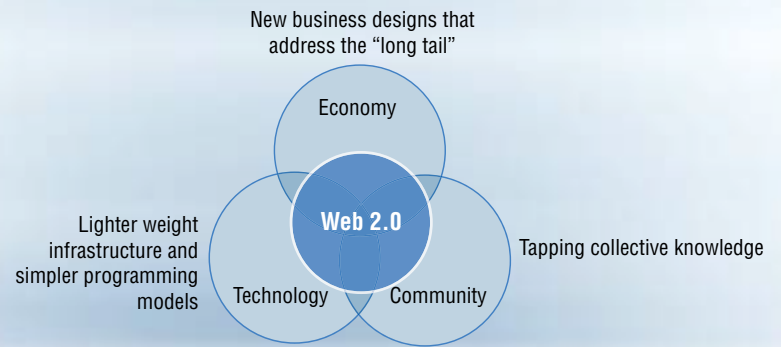 New business designs that
address the “long tail”
Economy
Web 2.0
Lighter weight
infrastructure and
simpler programming
models
Technology
Community
Tapping collective knowledge